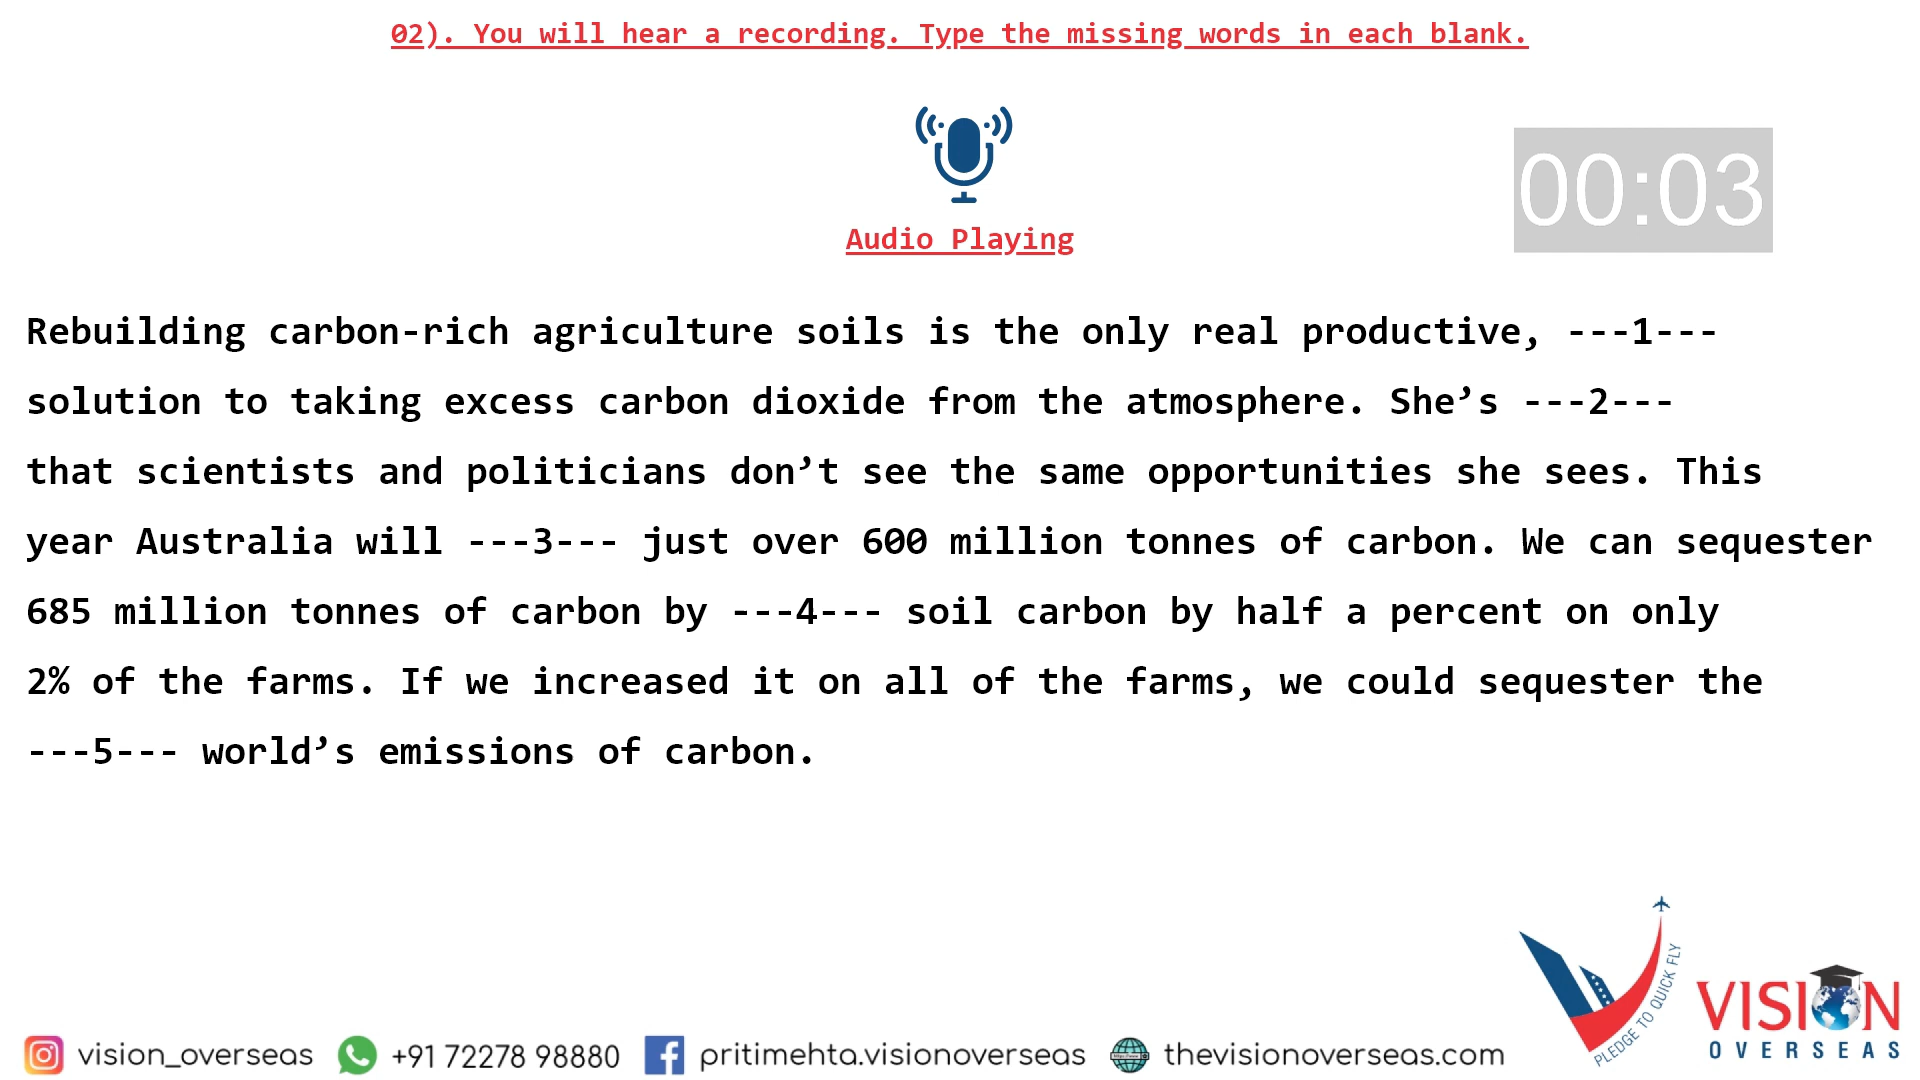 02). You will hear a recording. Type the missing words in each blank.
00:03
Audio Playing
Rebuilding carbon-rich agriculture soils is the only real productive, ---1---
solution to taking excess carbon dioxide from the atmosphere. She’s ---2---
that scientists and politicians don’t see the same opportunities she sees. This
year Australia will ---3--- just over 600 million tonnes of carbon. We can sequester
685 million tonnes of carbon by ---4--- soil carbon by half a percent on only
2% of the farms. If we increased it on all of the farms, we could sequester the
---5--- world’s emissions of carbon.
PLEDGE TO QUICK FLY
VISION
OVERSEAS
vision_overseas +91 72278 98880 pritimehta.visionoverseas thevisionoverseas.com